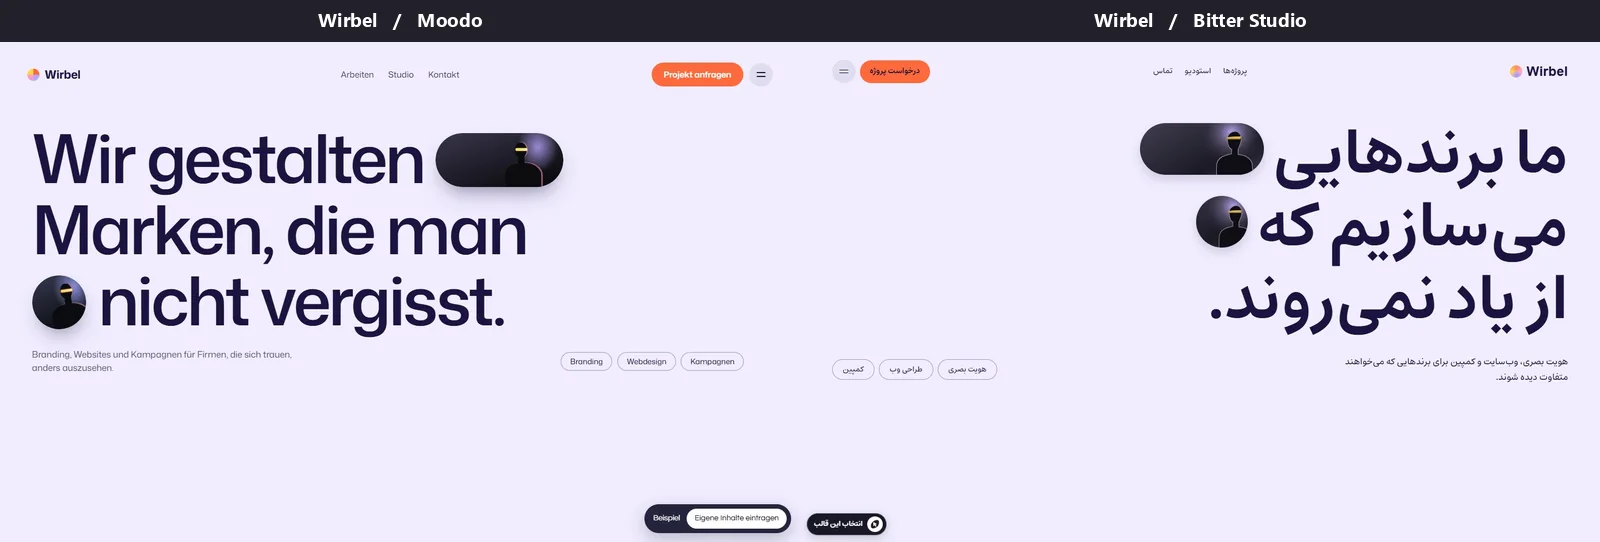 Wirbel / Moodo
Wirbel
Arbeiten Studio Kontakt
Projekt anfragen
Wir gestalten
Marken, die man
nicht vergisst.
Branding, Websites und Kampagnen für Firmen, die sich trauen,
anders auszusehen.
Branding Webdesign Kampagnen
Beispiel Eigene Inhalte eintragen
Wirbel / Bitter Studio
Wirbel
پروژه‌ها استودیو تماس
درخواست پروژه
ما برندهایی
می‌سازیم که
از یاد نمی‌روند.
هویت بصری، وب‌سایت و کمپین برای برندهایی که می‌خواهند
متفاوت دیده شوند.
هویت بصری طراحی وب کمپین
انتخاب این قالب